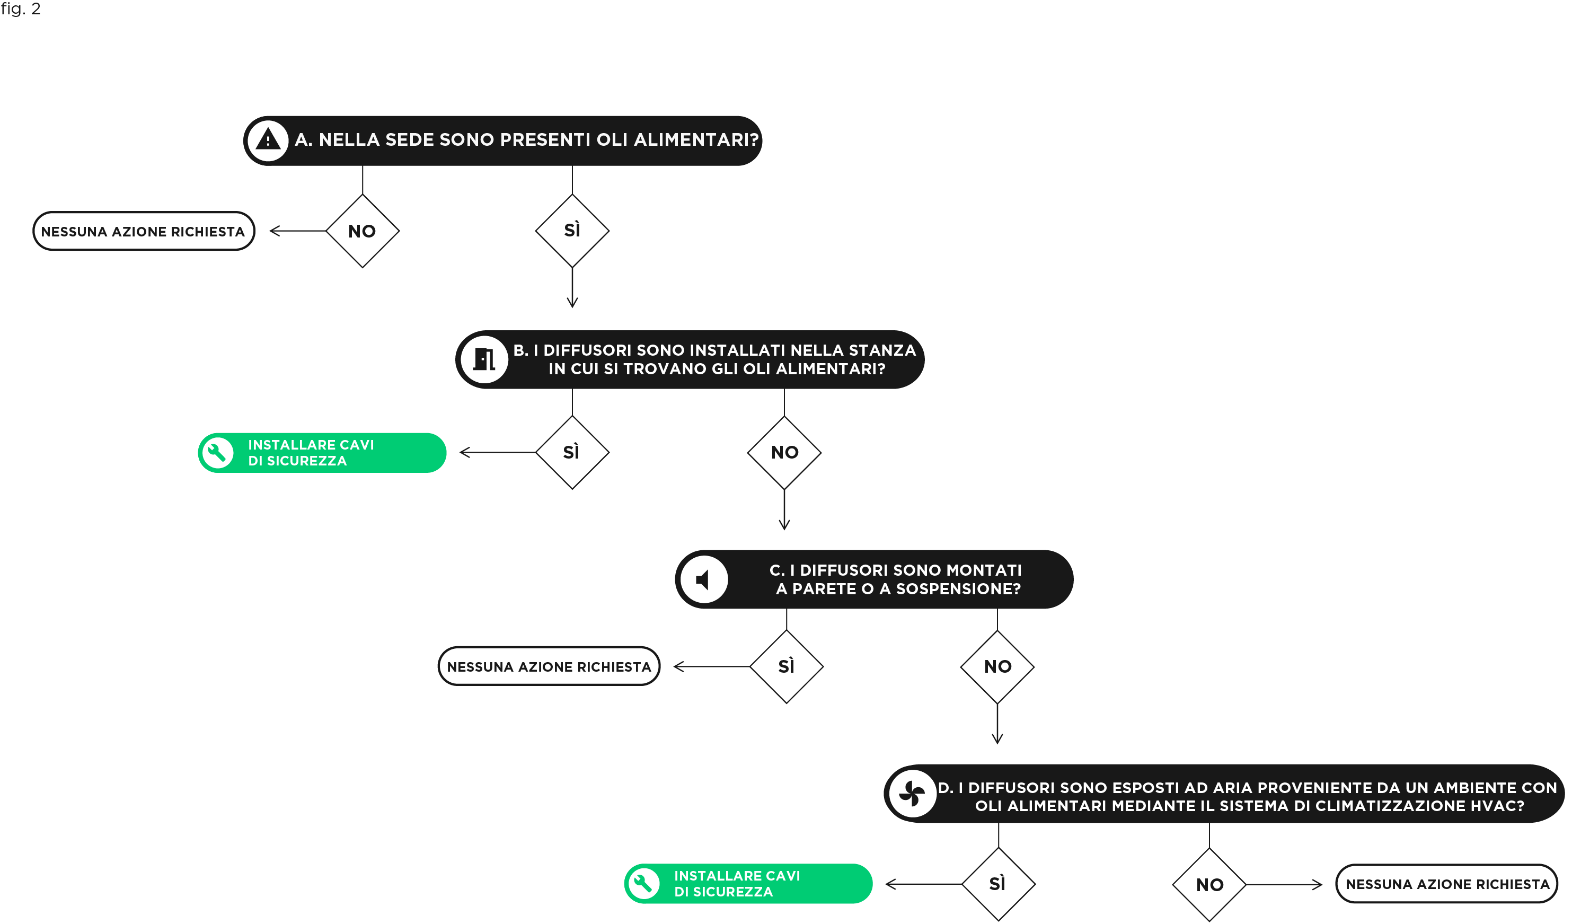 fig. 2
A. NELLA SEDE SONO PRESENTI OLI ALIMENTARI?
NESSUNA AZIONE RICHIESTA
NO
SÌ
B. I DIFFUSORI SONO INSTALLATI NELLA STANZA
IN CUI SI TROVANO GLI OLI ALIMENTARI?
INSTALLARE CAVI
DI SICUREZZA
SÌ
NO
C. I DIFFUSORI SONO MONTATI
A PARETE O A SOSPENSIONE?
NESSUNA AZIONE RICHIESTA
SÌ
NO
D. I DIFFUSORI SONO ESPOSTI AD ARIA PROVENIENTE DA UN AMBIENTE CON
OLI ALIMENTARI MEDIANTE IL SISTEMA DI CLIMATIZZAZIONE HVAC?
INSTALLARE CAVI
DI SICUREZZA
SÌ
NO
NESSUNA AZIONE RICHIESTA